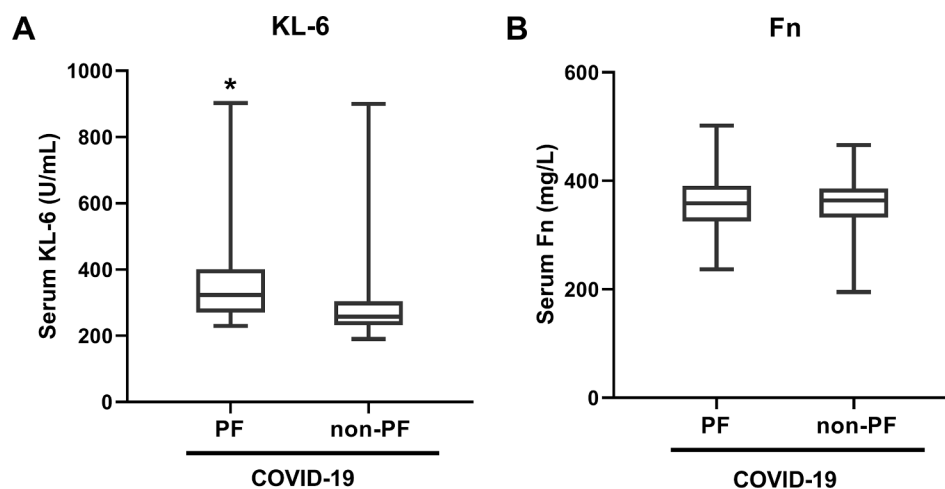 A
KL-6
Serum KL-6 (U/mL)
1000
800
600
400
200
0
*
PF
non-PF
COVID-19
B
Fn
Serum Fn (mg/L)
600
400
200
0
PF
non-PF
COVID-19